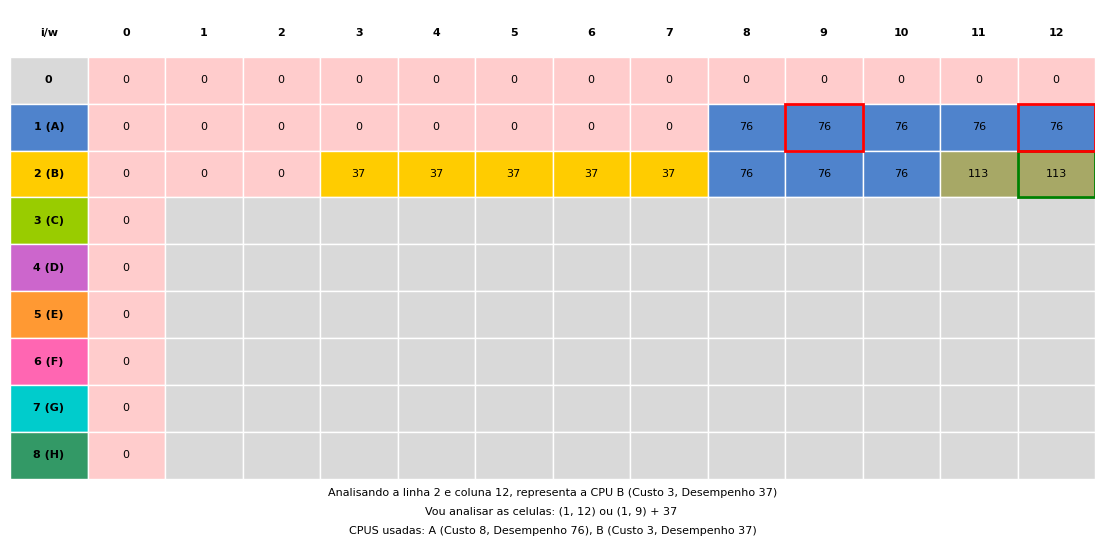 i/w 0 1 2 3 4 5 6 7 8 9 10 11 12
0 0 0 0 0 0 0 0 0 0 0 0 0 0
1 (A) 0 0 0 0 0 0 0 0 76 76 76 76 76
2 (B) 0 0 0 37 37 37 37 37 76 76 76 113 113
3 (C) 0
4 (D) 0
5 (E) 0
6 (F) 0
7 (G) 0
8 (H) 0
Analisando a linha 2 e coluna 12, representa a CPU B (Custo 3, Desempenho 37)
Vou analisar as celulas: (1, 12) ou (1, 9) + 37
CPUS usadas: A (Custo 8, Desempenho 76), B (Custo 3, Desempenho 37)